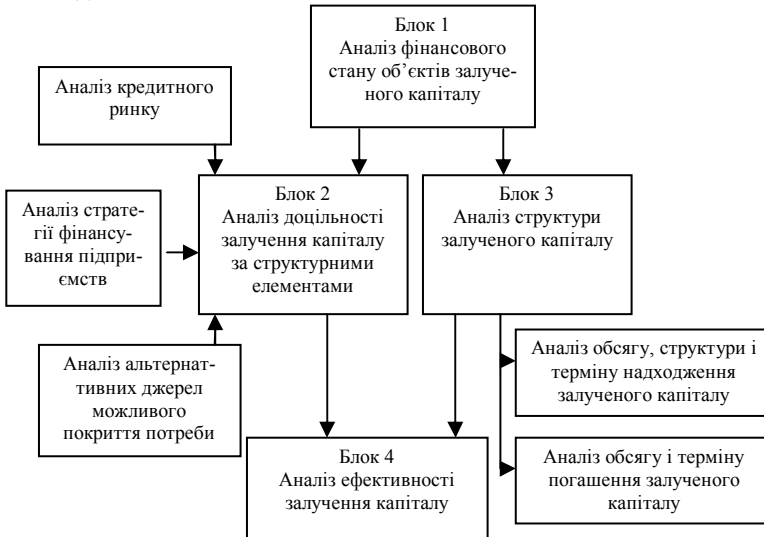 Блок 1
Аналіз фінансового
стану об’єктів залуче-
ного капіталу
Аналіз кредитного
ринку
Аналіз страте-
гії фінансу-
вання підпри-
ємств
Блок 2
Аналіз доцільності
залучення капіталу
за структурними
елементами
Блок 3
Аналіз структури
залученого капіталу
Аналіз альтернат-
тивних джерел
можливого
покриття потреби
Аналіз обсягу, структури і
терміну надходження
залученого капіталу
Блок 4
Аналіз ефективності
залучення капіталу
Аналіз обсягу і терміну
погашення залученого
капіталу